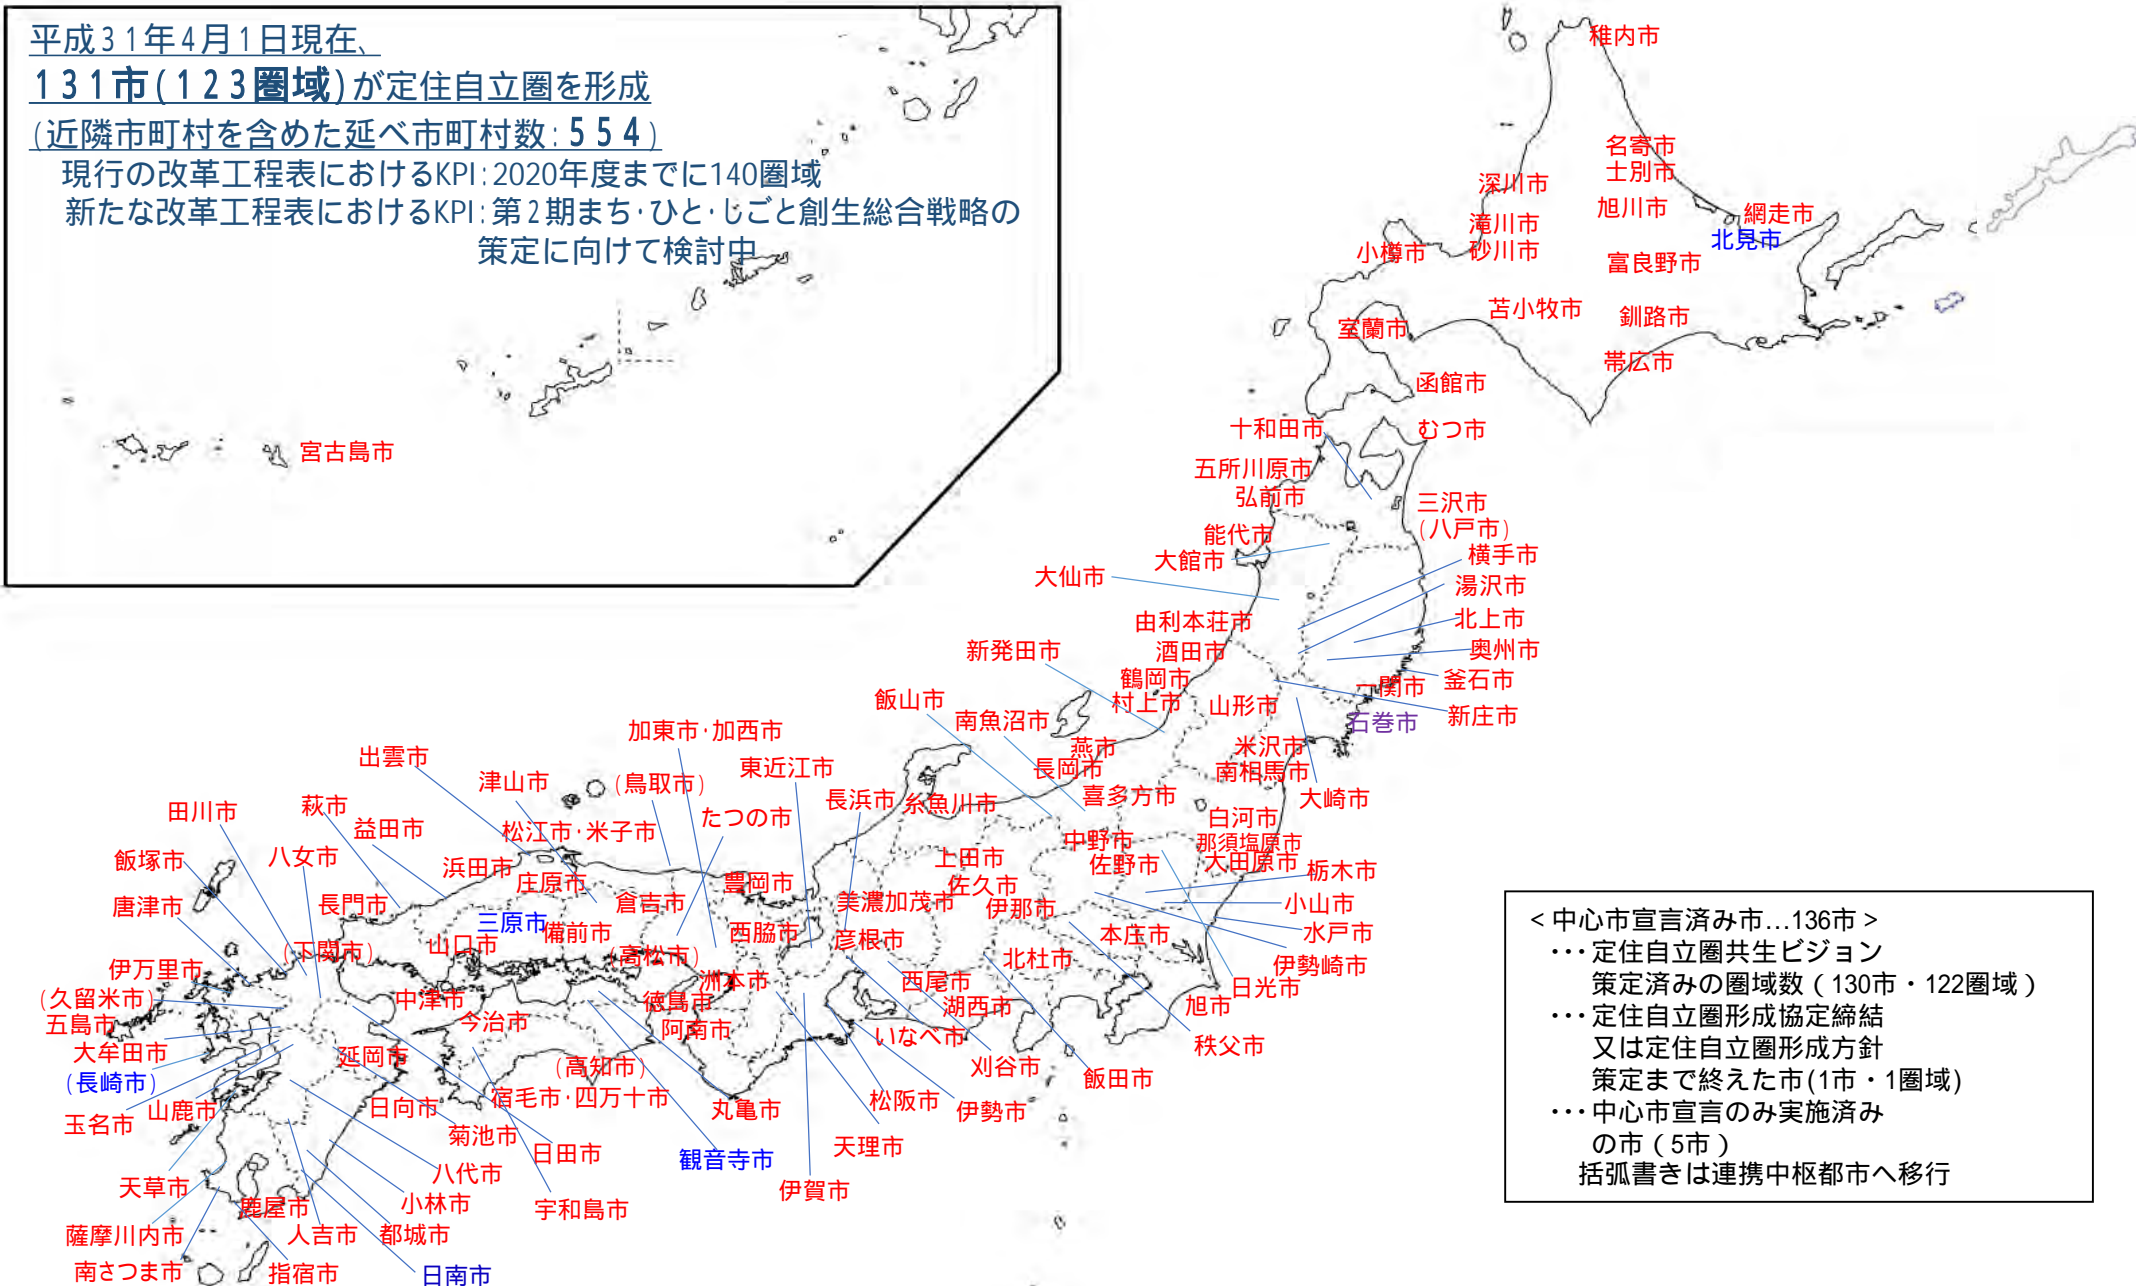 平成31年4月1日現在、
131市(123圏域)が定住自立圏を形成
(近隣市町村を含めた延べ市町村数:554)
現行の改革工程表におけるKPI:2020年度までに140圏域
新たな改革工程表におけるKPI:第2期まち・ひと・しごと創生総合戦略の
策定に向けて検討中
宮古島市
稚内市
名寄市
士別市
深川市
旭川市
網走市
滝川市
北見市
小樽市
砂川市
富良野市
苫小牧市
釧路市
室蘭市
帯広市
函館市
十和田市
むつ市
五所川原市
弘前市
三沢市
(八戸市)
能代市
大館市
横手市
大仙市
湯沢市
北上市
由利本荘市
奥州市
新発田市
酒田市
鶴岡市
釜石市
一関市
飯山市
村上市
山形市
新庄市
南魚沼市
石巻市
加東市・加西市
燕市
米沢市
出雲市
東近江市
長岡市
南相馬市
津山市
(鳥取市)
長浜市
糸魚川市
喜多方市
大崎市
田川市
萩市
益田市
松江市・米子市
たつの市
白河市
中野市
那須塩原市
飯塚市
八女市
浜田市
庄原市
豊岡市
上田市
佐野市
大田原市
栃木市
唐津市
長門市
倉吉市
美濃加茂市
佐久市
伊那市
小山市
三原市
備前市
西脇市
彦根市
本庄市
水戸市
(下関市)
山口市
(高松市)
北杜市
伊勢崎市
伊万里市
洲本市
西尾市
日光市
(久留米市)
中津市
徳島市
湖西市
旭市
五島市
今治市
阿南市
いなべ市
秩父市
大牟田市
延岡市
(高知市)
刈谷市
飯田市
(長崎市)
宿毛市・四万十市
丸亀市
松阪市
伊勢市
玉名市
山鹿市
日向市
菊池市
日田市
観音寺市
天理市
天草市
八代市
伊賀市
鹿屋市
小林市
宇和島市
薩摩川内市
人吉市
都城市
南さつま市
指宿市
日南市
<中心市宣言済み市…136市>
…定住自立圏共生ビジョン
策定済みの圏域数(130市・122圏域)
…定住自立圏形成協定締結
又は定住自立圏形成方針
策定まで終えた市(1市・1圏域)
…中心市宣言のみ実施済み
の市(5市)
括弧書きは連携中枢都市へ移行